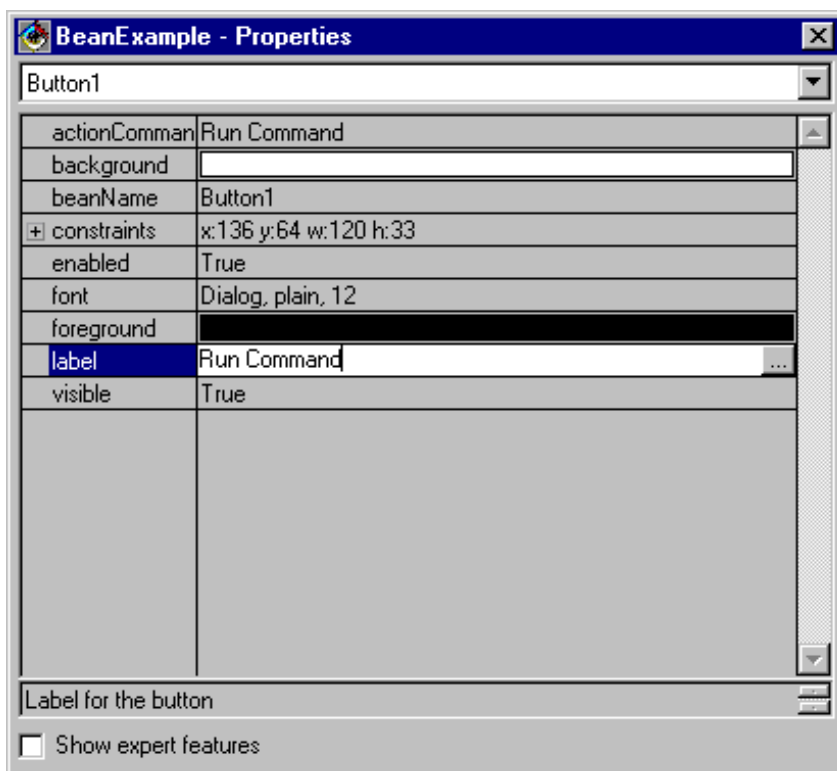 BeanExample - Properties
Button1
actionComman Run Command
background
beanName Button1
constraints x:136 y:64 w:120 h:33
enabled True
font Dialog, plain, 12
foreground
label Run Command ...
visible True
Label for the button
Show expert features